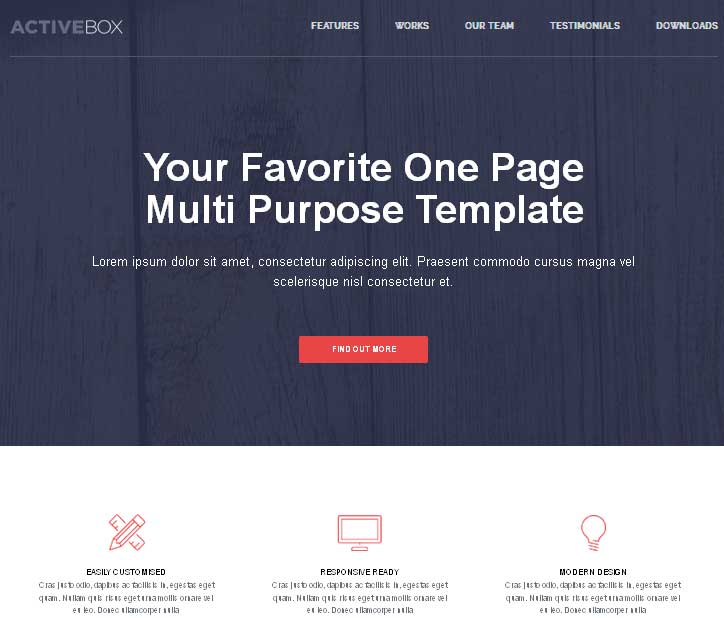 ACTIVEBOX
FEATURES WORKS OUR TEAM TESTIMONIALS DOWNLOADS
Your Favorite One Page
Multi Purpose Template
Lorem ipsum dolor sit amet, consectetur adipiscing elit. Praesent commodo cursus magna vel
scelerisque nisl consectetur et.
FIND OUT MORE
EASILY CUSTOMISED
Cras justo odio, dapibus ac facilisis in, egestas eget
quam. Nullam quis risus eget urna mollis ornare vel
eu leo. Donec ullamcorper nulla
RESPONSIVE READY
Cras justo odio, dapibus ac facilisis in, egestas eget
quam. Nullam quis risus eget urna mollis ornare vel
eu leo. Donec ullamcorper nulla
MODERN DESIGN
Cras justo odio, dapibus ac facilisis in, egestas eget
quam. Nullam quis risus eget urna mollis ornare vel
eu leo. Donec ullamcorper nulla